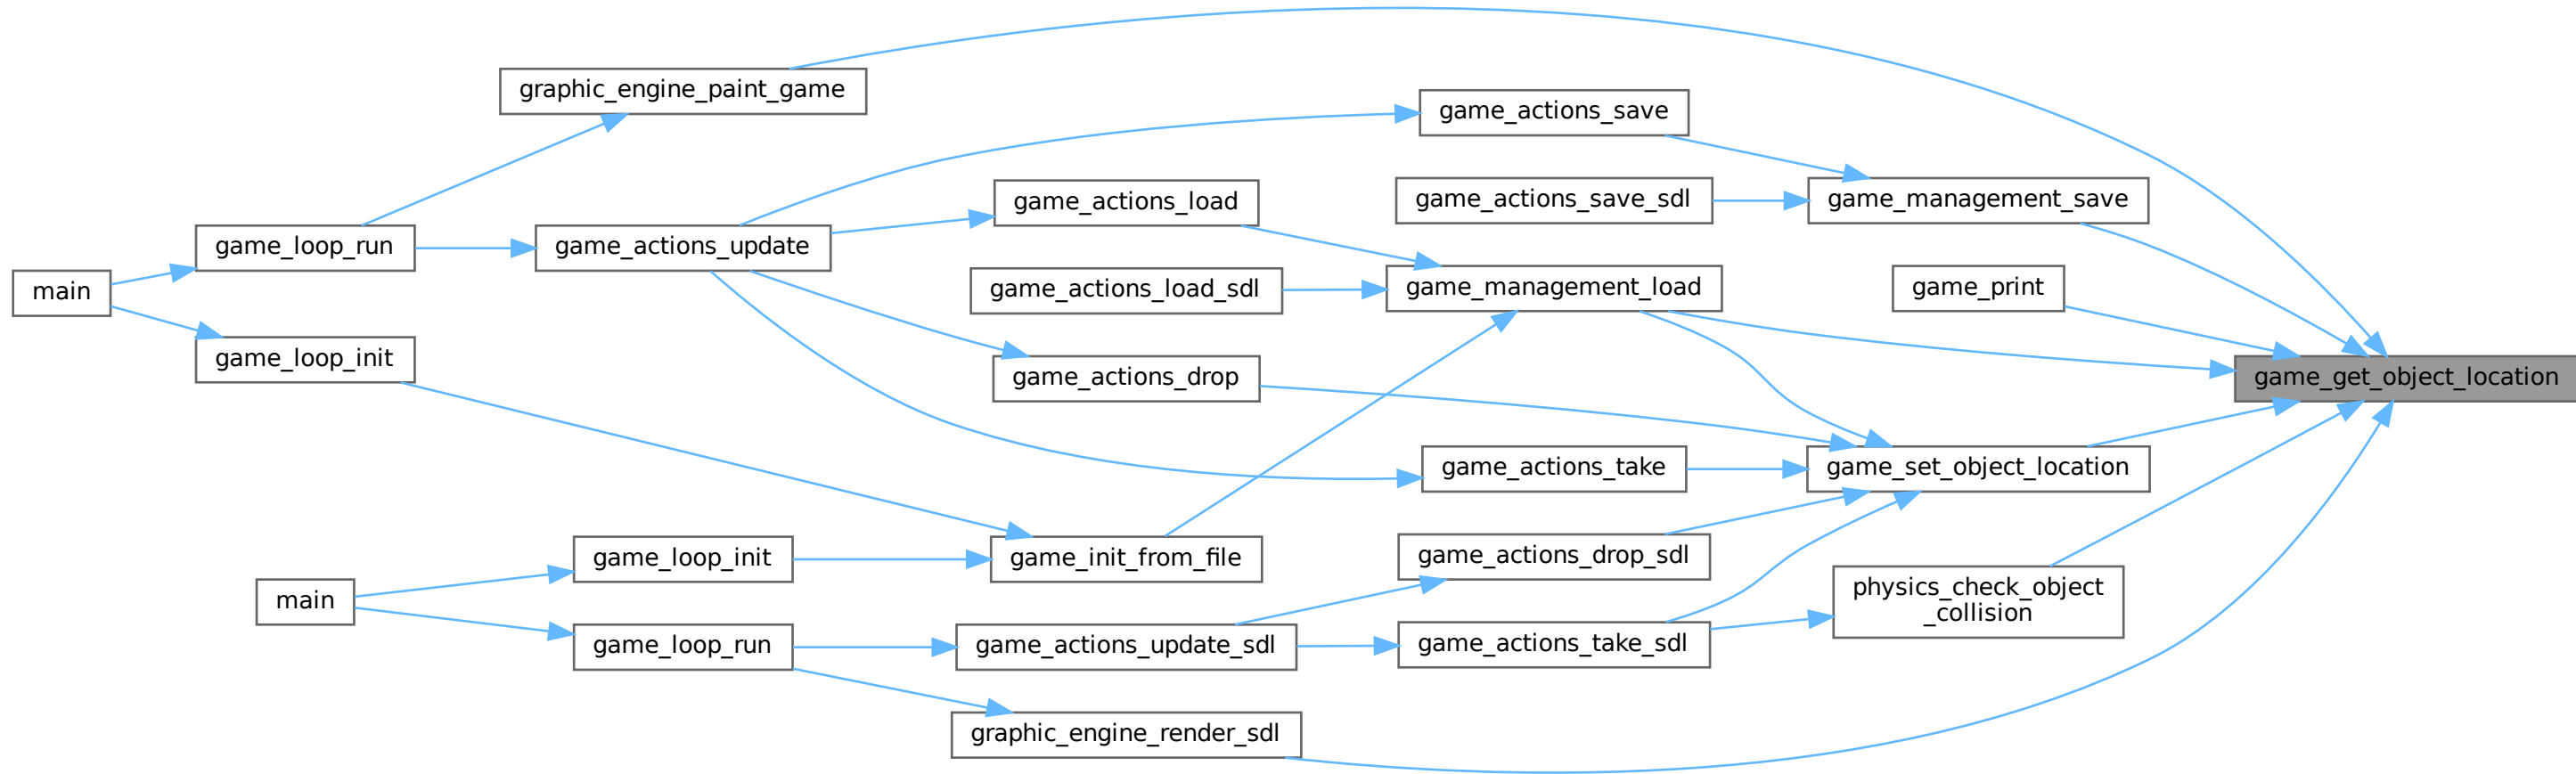 graphic_engine_paint_game
game_actions_save
game_actions_load
game_actions_save_sdl
game_management_save
game_loop_run
game_actions_update
main
game_actions_load_sdl
game_management_load
game_print
game_loop_init
game_actions_drop
game_get_object_location
game_actions_take
game_set_object_location
game_loop_init
game_init_from_file
game_actions_drop_sdl
main
physics_check_object
_collision
game_loop_run
game_actions_update_sdl
game_actions_take_sdl
graphic_engine_render_sdl